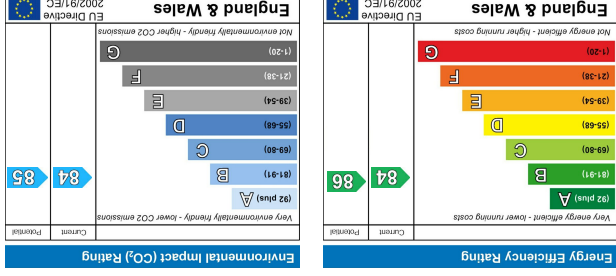 Energy Efficiency Rating
Current
Potential
Very energy efficient - lower running costs
(92 plus) A
(81-91) B
84
86
(69-80) C
(55-68) D
(39-54) E
(21-38) F
(1-20) G
Not energy efficient - higher running costs
England & Wales
EU Directive
2002/91/EC
Environmental Impact (CO₂) Rating
Current
Potential
Very environmentally friendly - lower CO2 emissions
(92 plus) A
(81-91) B
84
85
(69-80) C
(55-68) D
(39-54) E
(21-38) F
(1-20) G
Not environmentally friendly - higher CO2 emissions
England & Wales
EU Directive
2002/91/EC